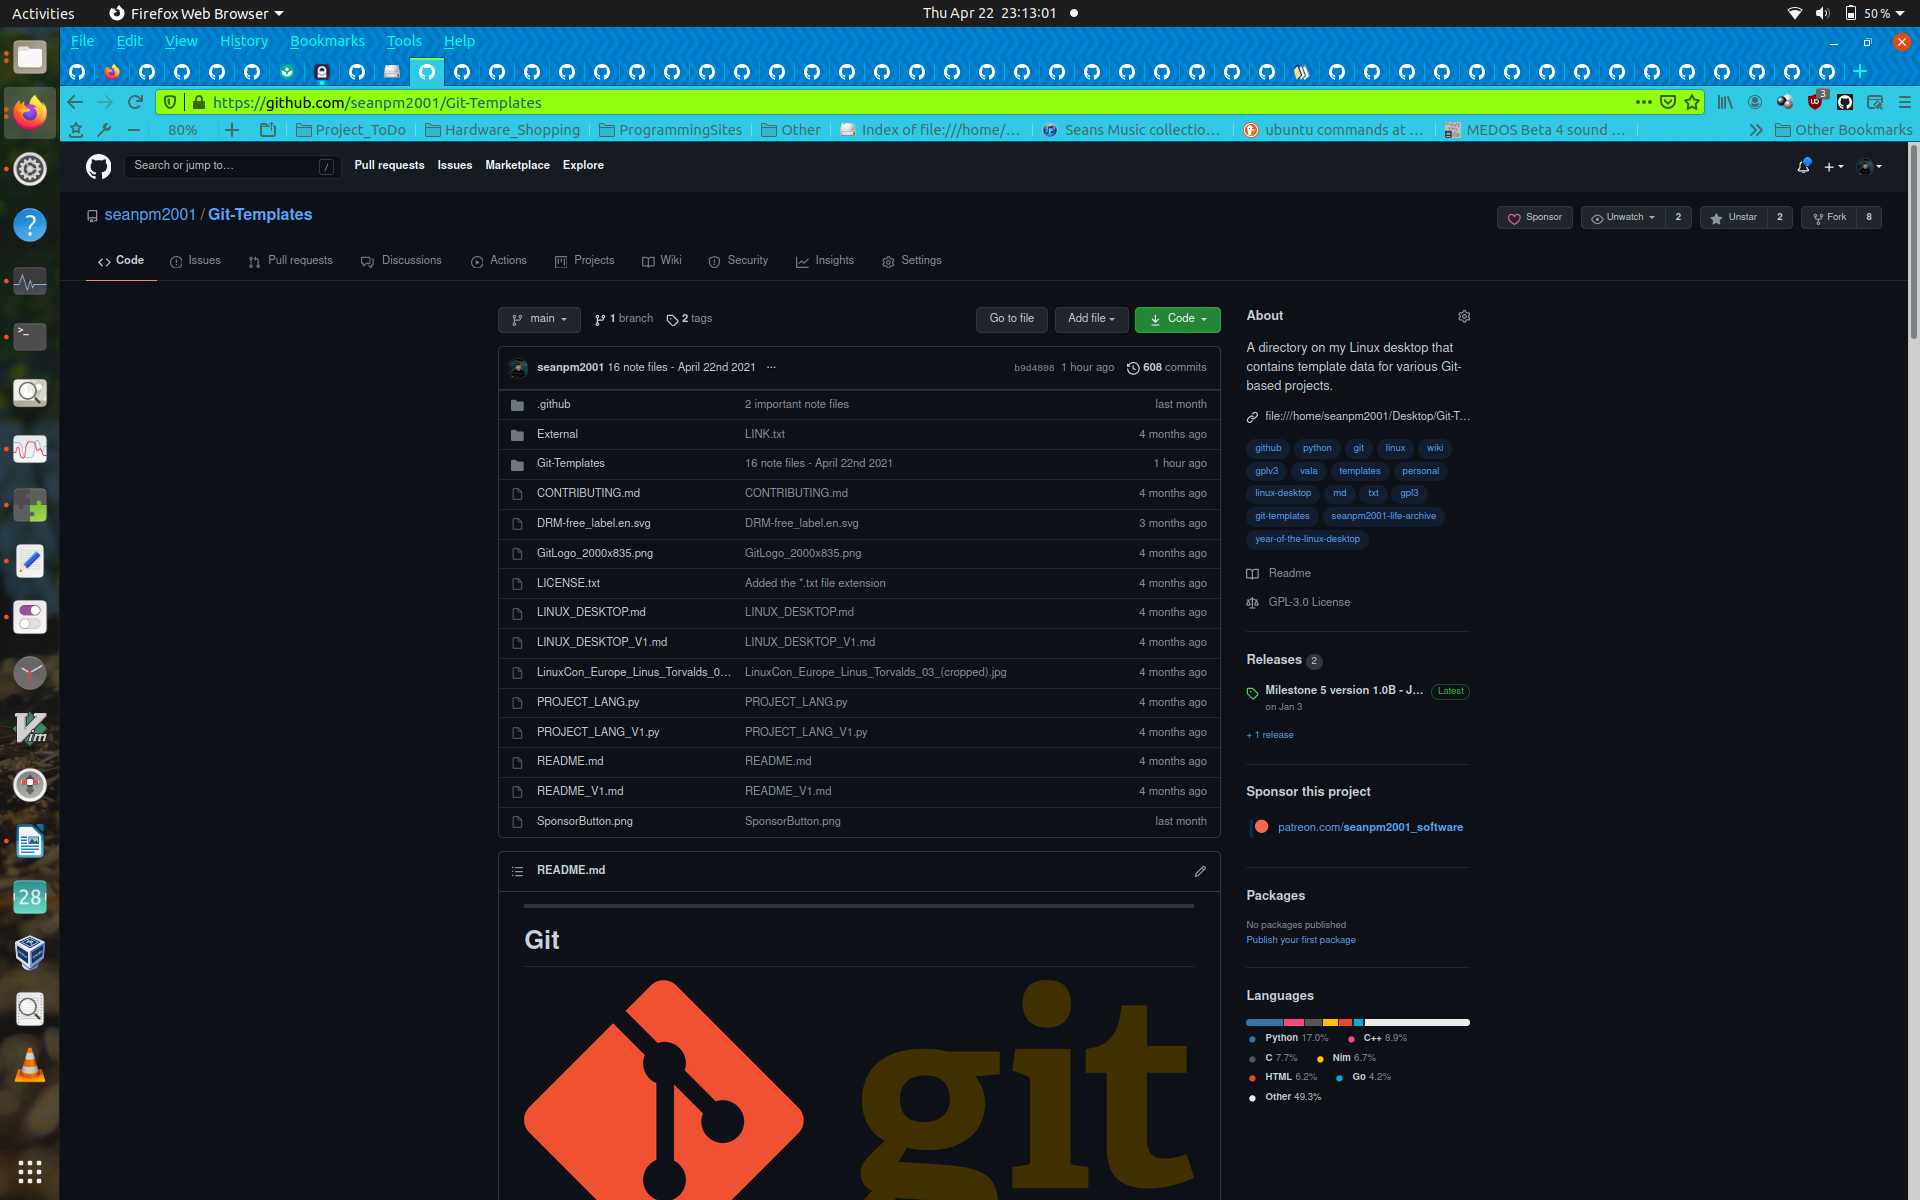 Activities
Firefox Web Browser
Thu Apr 22 23:13:01
50 %
File Edit View History Bookmarks Tools Help
https://github.com/seanpm2001/Git-Templates
3
80%
Project_ToDo
Hardware_Shopping
ProgrammingSites
Other
Index of file:///home/...
Seans Music collectio...
ubuntu commands at ...
MEDOS Beta 4 sound ...
Other Bookmarks
Search or jump to...
/
Pull requests Issues Marketplace Explore
seanpm2001 / Git-Templates
Sponsor
Unwatch 2
Unstar 2
Fork 8
Code
Issues
Pull requests
Discussions
Actions
Projects
Wiki
Security
Insights
Settings
main
1 branch
2 tags
Go to file
Add file
Code
seanpm2001 16 note files - April 22nd 2021 ...
b9d4808 1 hour ago 608 commits
.github 2 important note files last month
External LINK.txt 4 months ago
Git-Templates 16 note files - April 22nd 2021 1 hour ago
CONTRIBUTING.md CONTRIBUTING.md 4 months ago
DRM-free_label.en.svg DRM-free_label.en.svg 3 months ago
GitLogo_2000x835.png GitLogo_2000x835.png 4 months ago
LICENSE.txt Added the *.txt file extension 4 months ago
LINUX_DESKTOP.md LINUX_DESKTOP.md 4 months ago
LINUX_DESKTOP_V1.md LINUX_DESKTOP_V1.md 4 months ago
LinuxCon_Europe_Linus_Torvalds_0... LinuxCon_Europe_Linus_Torvalds_03_(cropped).jpg 4 months ago
PROJECT_LANG.py PROJECT_LANG.py 4 months ago
PROJECT_LANG_V1.py PROJECT_LANG_V1.py 4 months ago
README.md README.md 4 months ago
README_V1.md README_V1.md 4 months ago
SponsorButton.png SponsorButton.png last month
README.md
Git
git
About
A directory on my Linux desktop that
contains template data for various Git-
based projects.
file:///home/seanpm2001/Desktop/Git-T...
github python git linux wiki
gplv3 vala templates personal
linux-desktop md txt gpl3
git-templates seanpm2001-life-archive
year-of-the-linux-desktop
Readme
GPL-3.0 License
Releases 2
Milestone 5 version 1.0B - J... Latest
on Jan 3
+ 1 release
Sponsor this project
patreon.com/seanpm2001_software
Packages
No packages published
Publish your first package
Languages
Python 17.0% C++ 8.9%
C 7.7% Nim 6.7%
HTML 6.2% Go 4.2%
Other 49.3%
?
>_
Vim
28